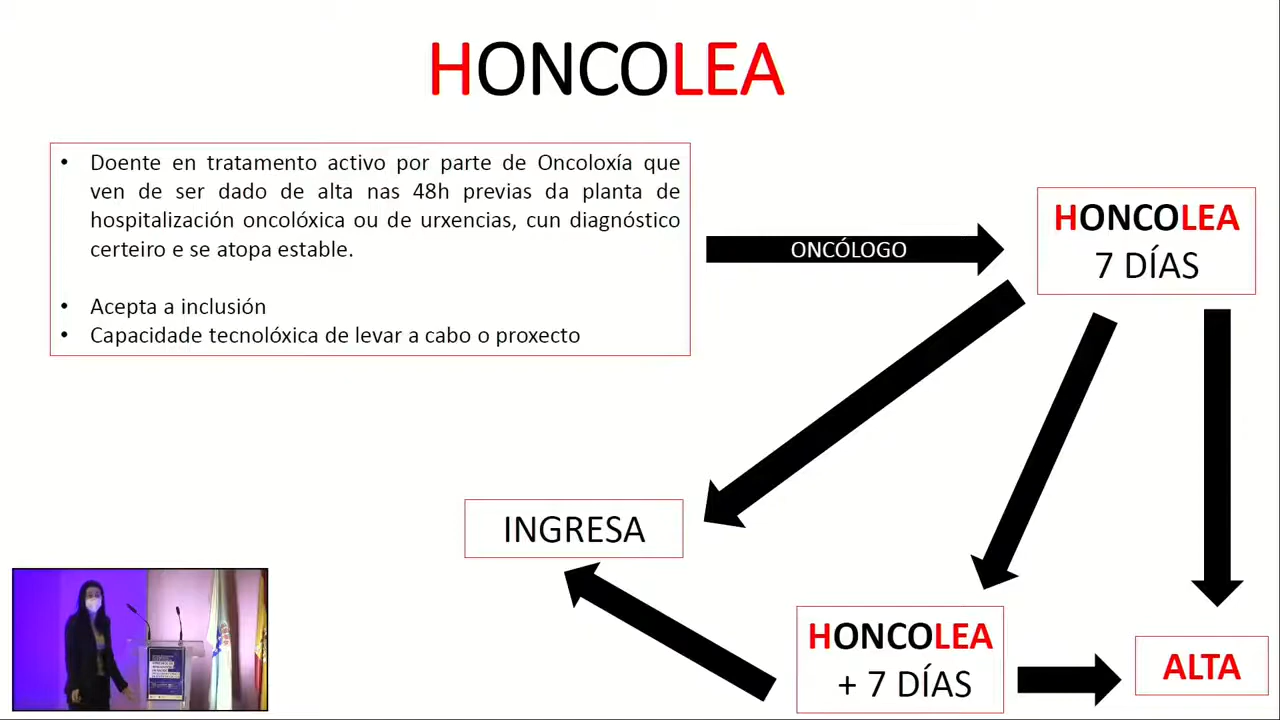 HONCOLEA
• Doente en tratamento activo por parte de Oncoloxía que
ven de ser dado de alta nas 48h previas da planta de
hospitalización oncolóxica ou de urxencias, cun diagnóstico
certeiro e se atopa estable.
• Acepta a inclusión
• Capacidade tecnolóxica de levar a cabo o proxecto
ONCÓLOGO
HONCOLEA
7 DÍAS
INGRESA
HONCOLEA
+ 7 DÍAS
ALTA